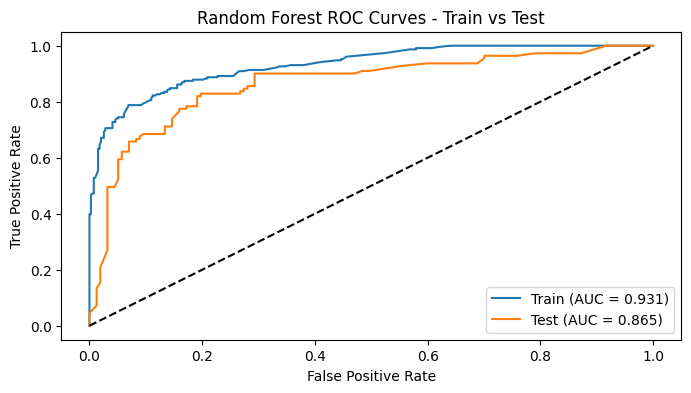 Random Forest ROC Curves - Train vs Test
True Positive Rate
1.0
0.8
0.6
0.4
0.2
0.0
Train (AUC = 0.931)
Test (AUC = 0.865)
0.0 0.2 0.4 0.6 0.8 1.0
False Positive Rate